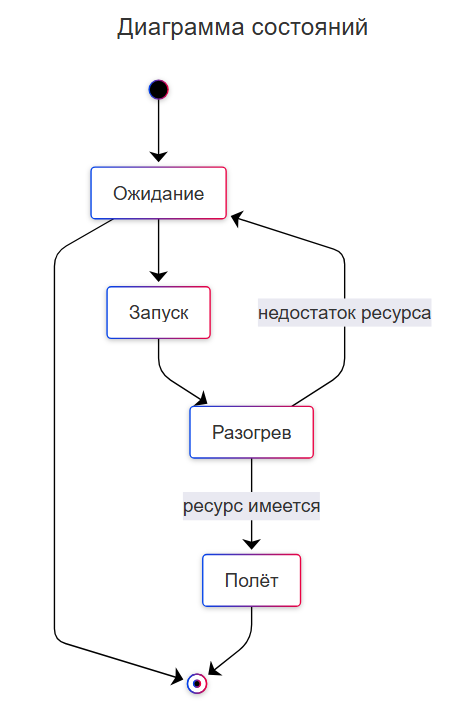 Диаграмма состояний
Ожидание
Запуск
недостаток ресурса
Разогрев
ресурс имеется
Полёт